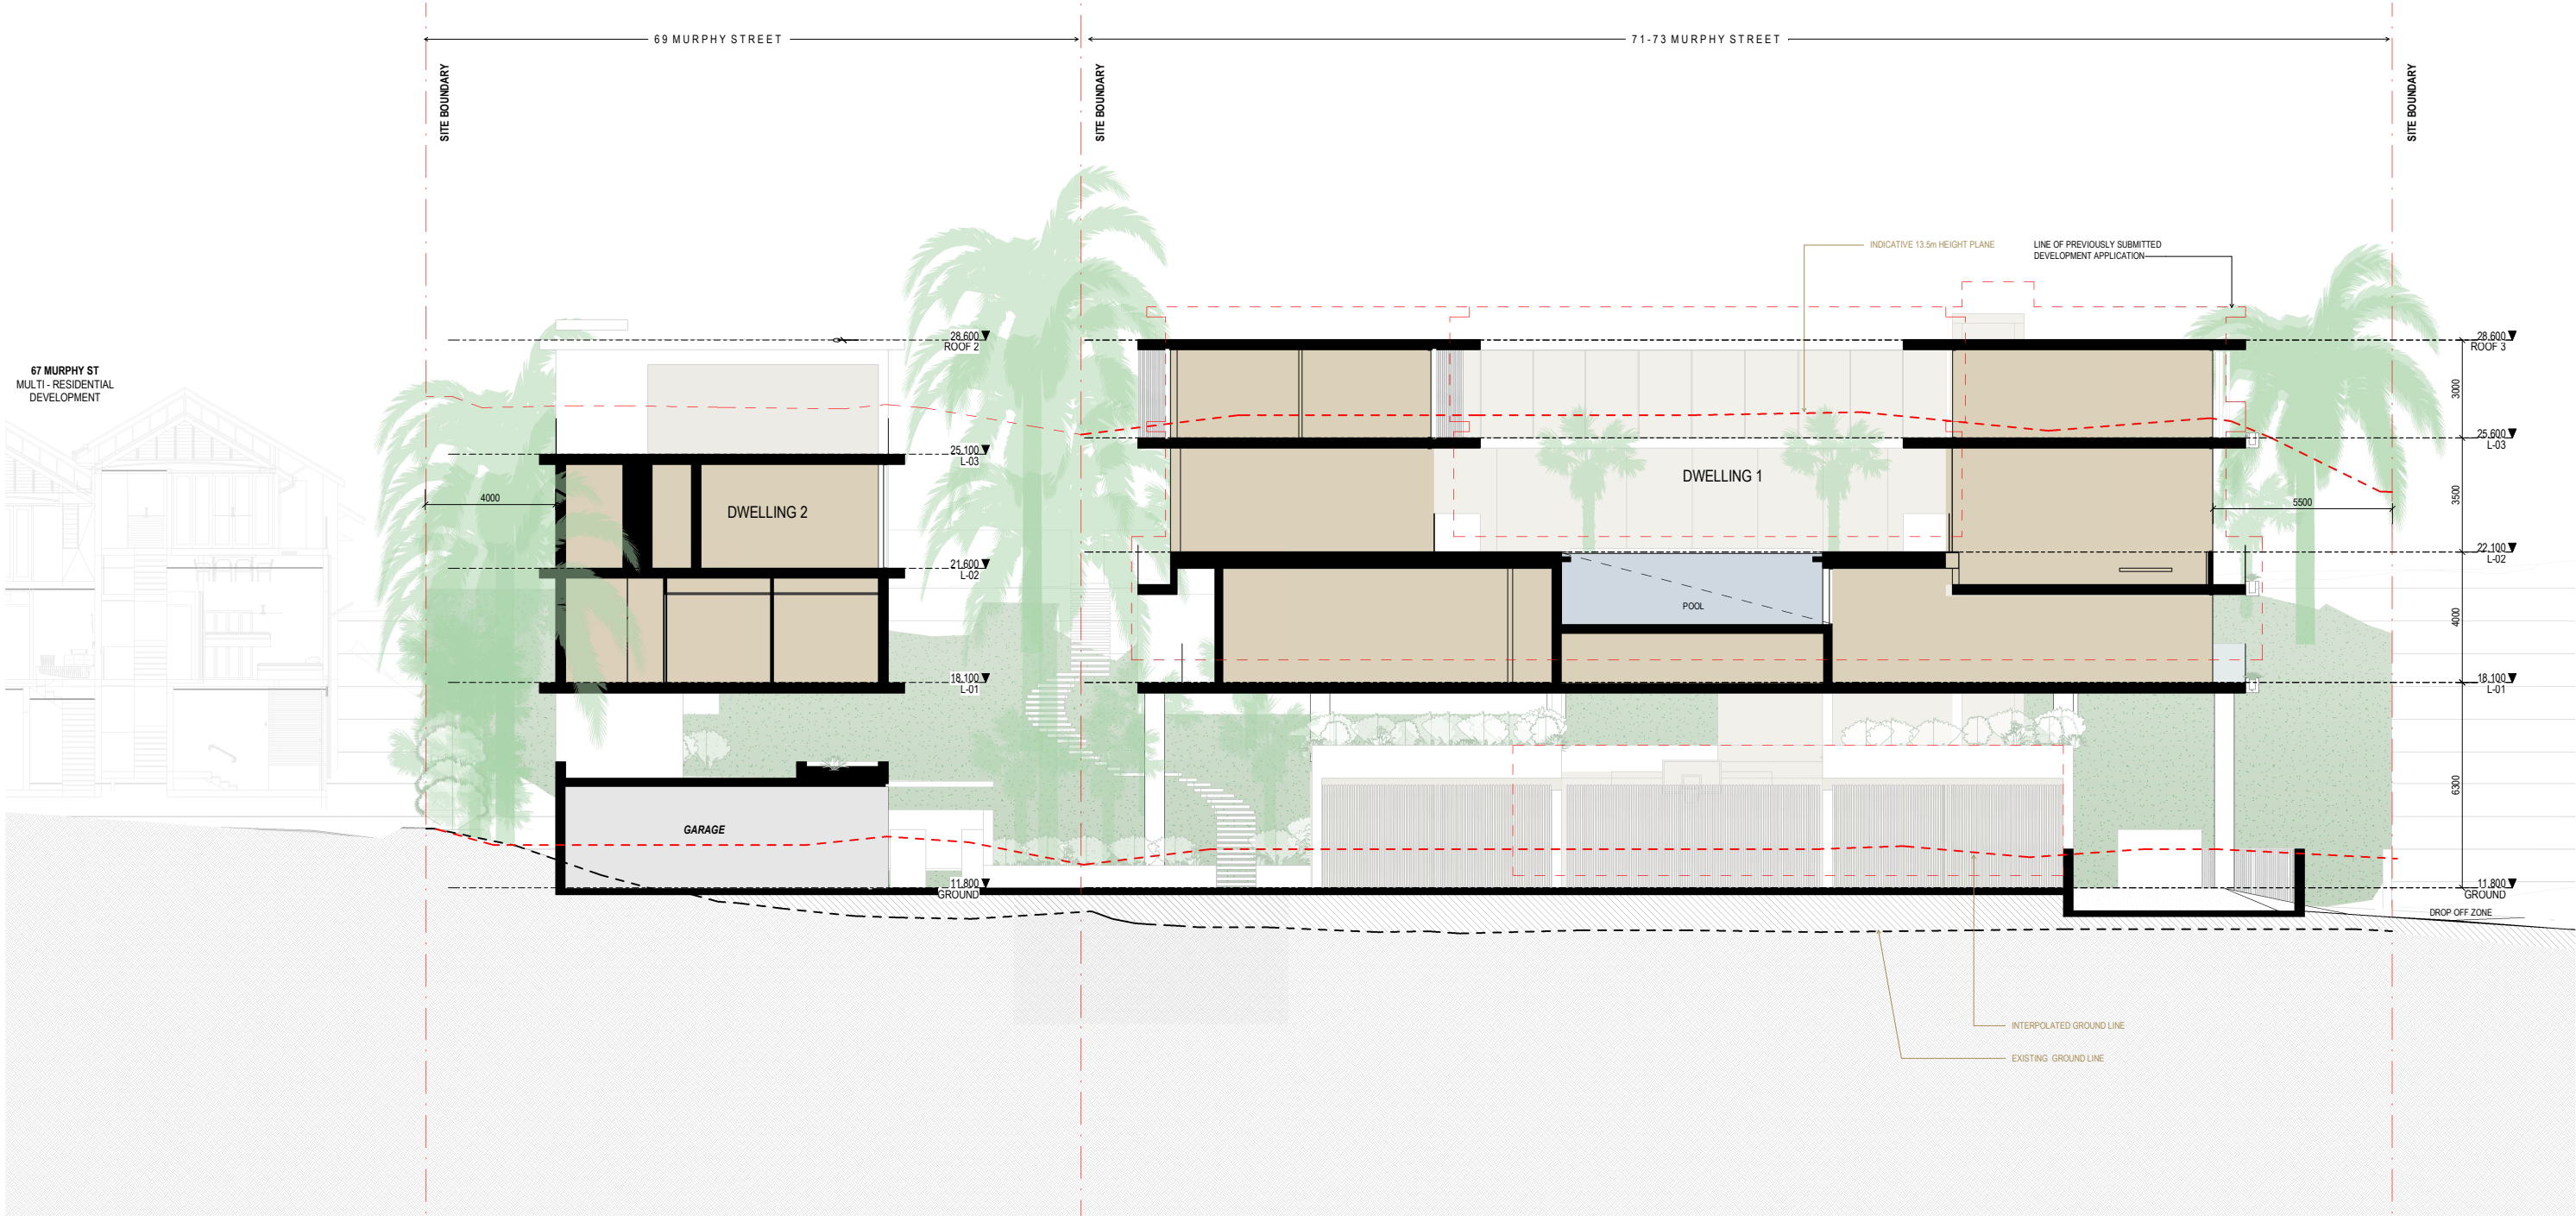 69 MURPHY STREET
71-73 MURPHY STREET
SITE BOUNDARY
SITE BOUNDARY
SITE BOUNDARY
INDICATIVE 13.5m HEIGHT PLANE
LINE OF PREVIOUSLY SUBMITTED
DEVELOPMENT APPLICATION
67 MURPHY ST
MULTI - RESIDENTIAL
DEVELOPMENT
28.600
ROOF 2
28.600
ROOF 3
3000
25.100
L-03
25.600
L-03
4000
DWELLING 2
DWELLING 1
5500
3500
21.600
L-02
22.100
L-02
POOL
4000
18.100
L-01
18.100
L-01
6300
GARAGE
11.800
GROUND
11.800
GROUND
DROP OFF ZONE
INTERPOLATED GROUND LINE
EXISTING GROUND LINE